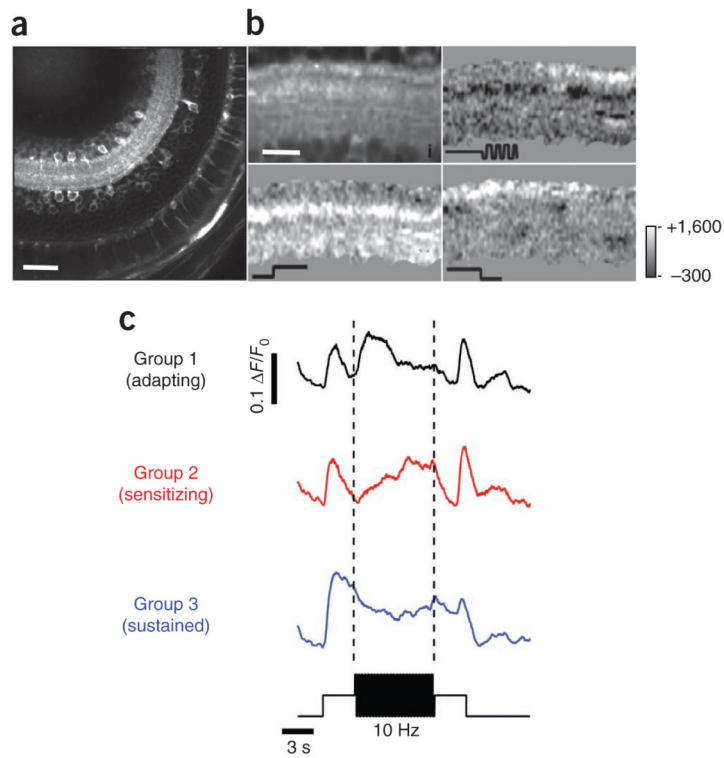 a
b
i
+1,600
–300
c
Group 1
(adapting)
0.1 ΔF/F0
Group 2
(sensitizing)
Group 3
(sustained)
10 Hz
3 s